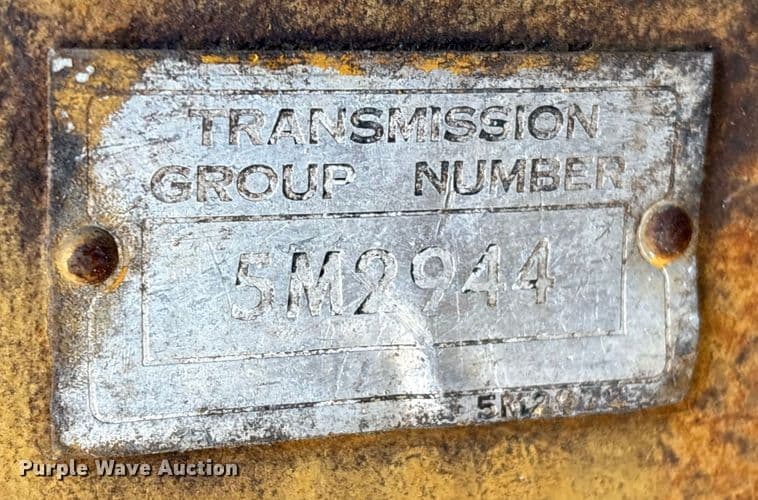 TRANSMISSION
GROUP NUMBER
5M2944
Purple Wave Auction